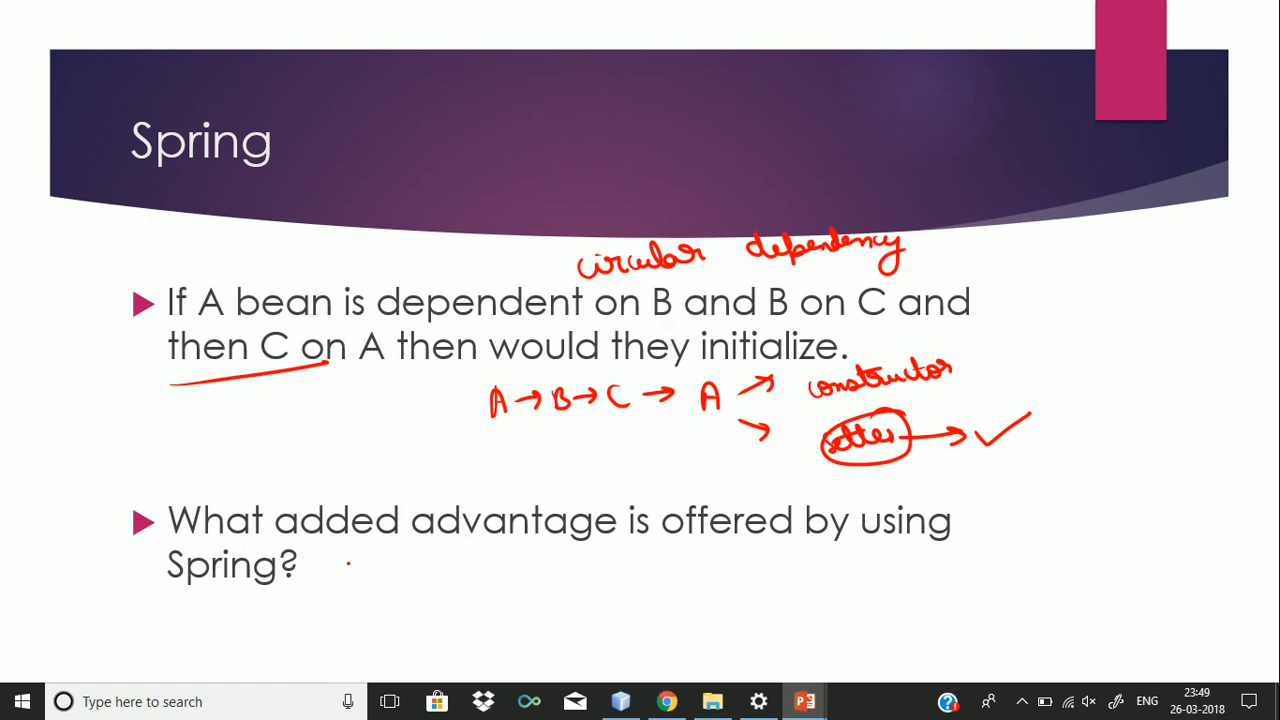 Spring
circular dependency
If A bean is dependent on B and B on C and
then C on A then would they initialize.
A → B → C → A
constructor
setter
What added advantage is offered by using
Spring?
Type here to search
ENG
23:49
26-03-2018